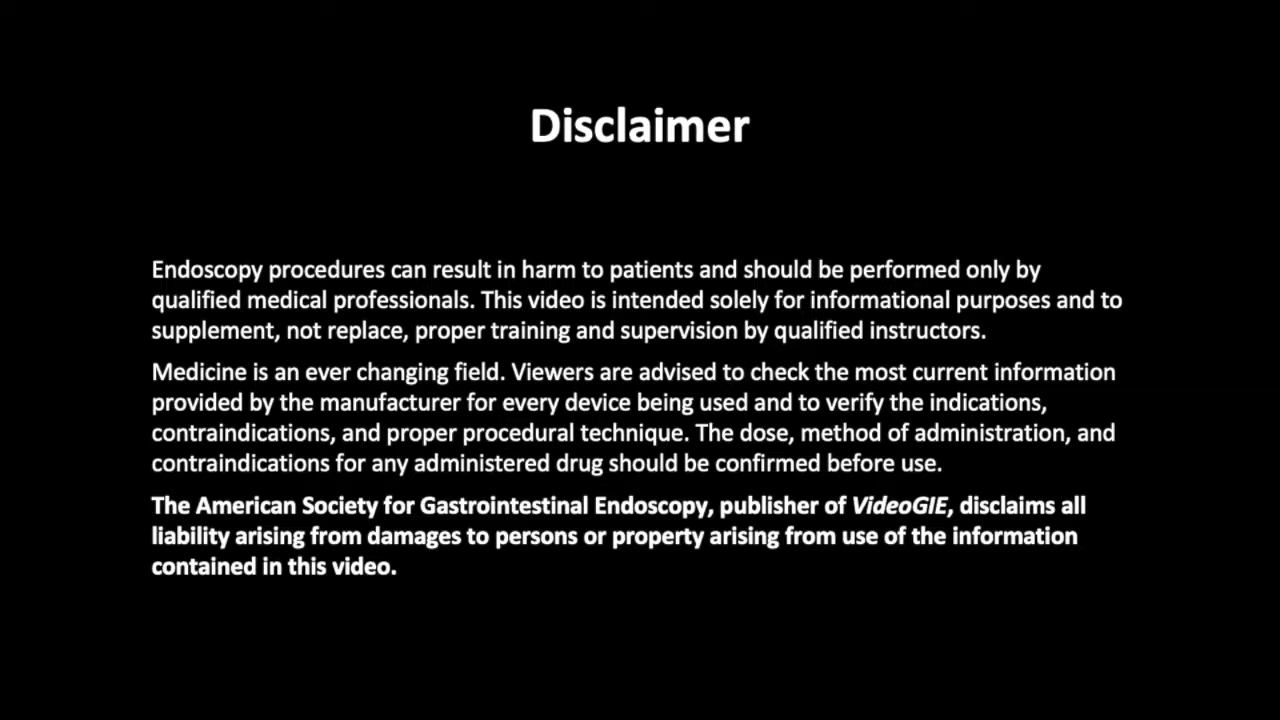 Disclaimer
Endoscopy procedures can result in harm to patients and should be performed only by
qualified medical professionals. This video is intended solely for informational purposes and to
supplement, not replace, proper training and supervision by qualified instructors.
Medicine is an ever changing field. Viewers are advised to check the most current information
provided by the manufacturer for every device being used and to verify the indications,
contraindications, and proper procedural technique. The dose, method of administration, and
contraindications for any administered drug should be confirmed before use.
The American Society for Gastrointestinal Endoscopy, publisher of VideoGIE, disclaims all
liability arising from damages to persons or property arising from use of the information
contained in this video.